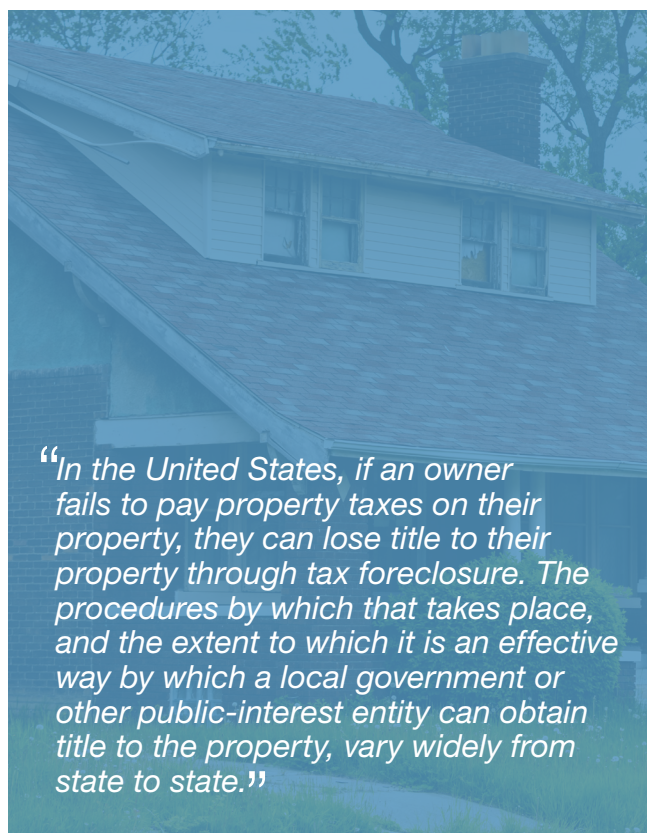 “In the United States, if an owner
fails to pay property taxes on their
property, they can lose title to their
property through tax foreclosure. The
procedures by which that takes place,
and the extent to which it is an effective
way by which a local government or
other public-interest entity can obtain
title to the property, vary widely from
state to state.”